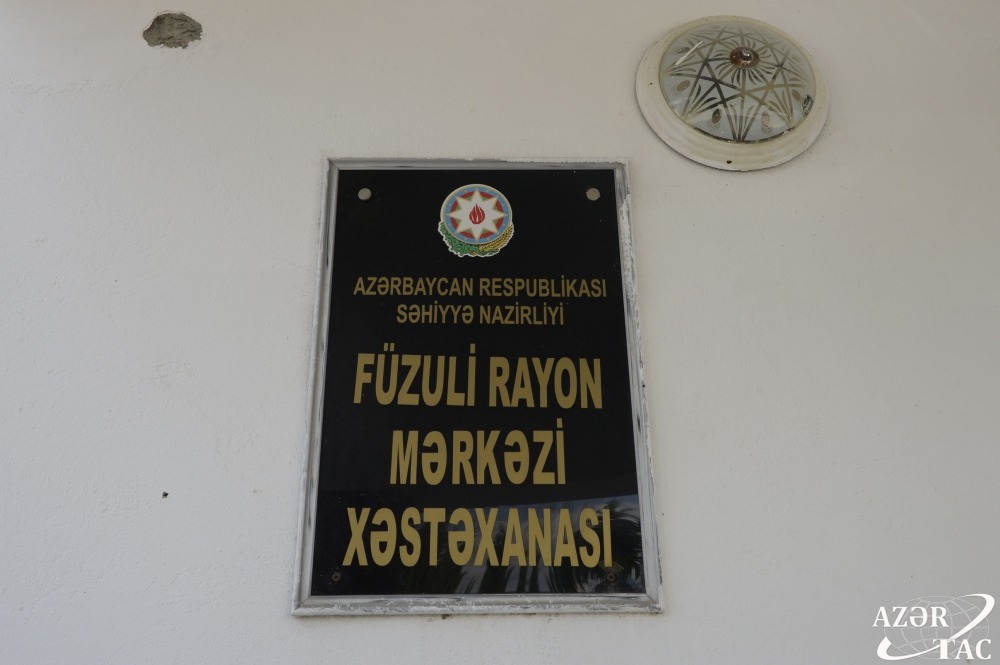 AZƏRBAYCAN RESPUBLİKASI
SƏHİYYƏ NAZİRLİYİ
FÜZULİ RAYON
MƏRKƏZİ
XƏSTƏXANASI
AZƏR
TAC